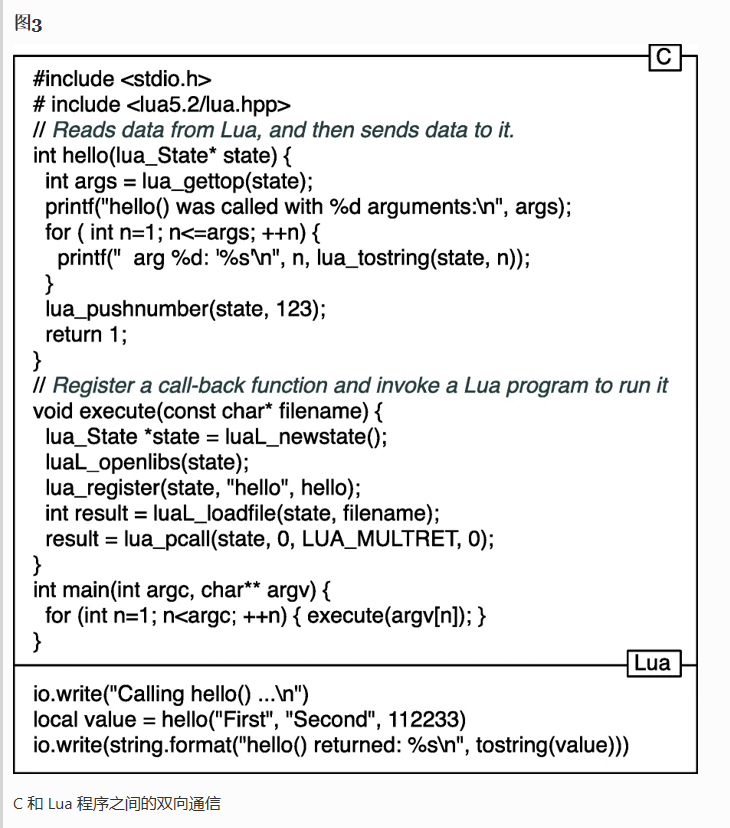 图3
C
#include <stdio.h>
# include <lua5.2/lua.hpp>
// Reads data from Lua, and then sends data to it.
int hello(lua_State* state) {
int args = lua_gettop(state);
printf("hello() was called with %d arguments:\n", args);
for ( int n=1; n<=args; ++n) {
printf("  arg %d: '%s'\n", n, lua_tostring(state, n));
}
lua_pushnumber(state, 123);
return 1;
}
// Register a call-back function and invoke a Lua program to run it
void execute(const char* filename) {
lua_State *state = luaL_newstate();
luaL_openlibs(state);
lua_register(state, "hello", hello);
int result = luaL_loadfile(state, filename);
result = lua_pcall(state, 0, LUA_MULTRET, 0);
}
int main(int argc, char** argv) {
for (int n=1; n<argc; ++n) { execute(argv[n]); }
}
Lua
io.write("Calling hello() ...\n")
local value = hello("First", "Second", 112233)
io.write(string.format("hello() returned: %s\n", tostring(value)))
C 和 Lua 程序之间的双向通信